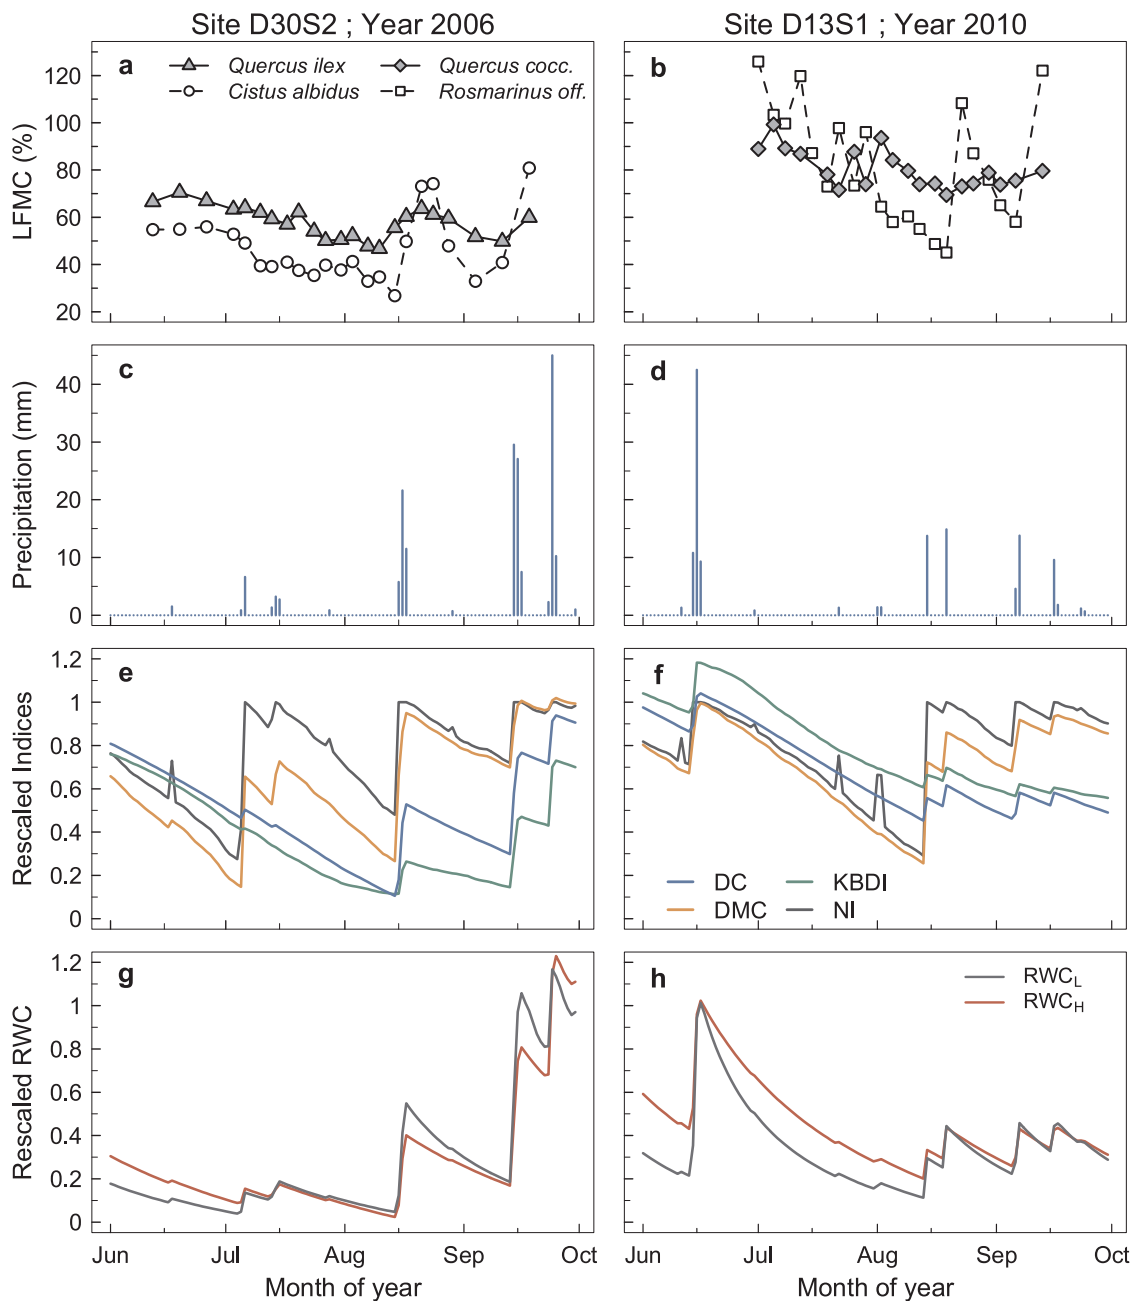 Site D30S2 ; Year 2006
Site D13S1 ; Year 2010
a
Quercus ilex
Quercus cocc.
Cistus albidus
Rosmarinus off.
b
LFMC (%)
120
100
80
60
40
20
c
d
Precipitation (mm)
40
30
20
10
0
e
f
Rescaled Indices
1.2
1
0.8
0.6
0.4
0.2
0
DC
KBDI
DMC
NI
g
h
Rescaled RWC
1.2
1
0.8
0.6
0.4
0.2
0
RWC_L
RWC_H
Jun Jul Aug Sep Oct
Jun Jul Aug Sep Oct
Month of year
Month of year